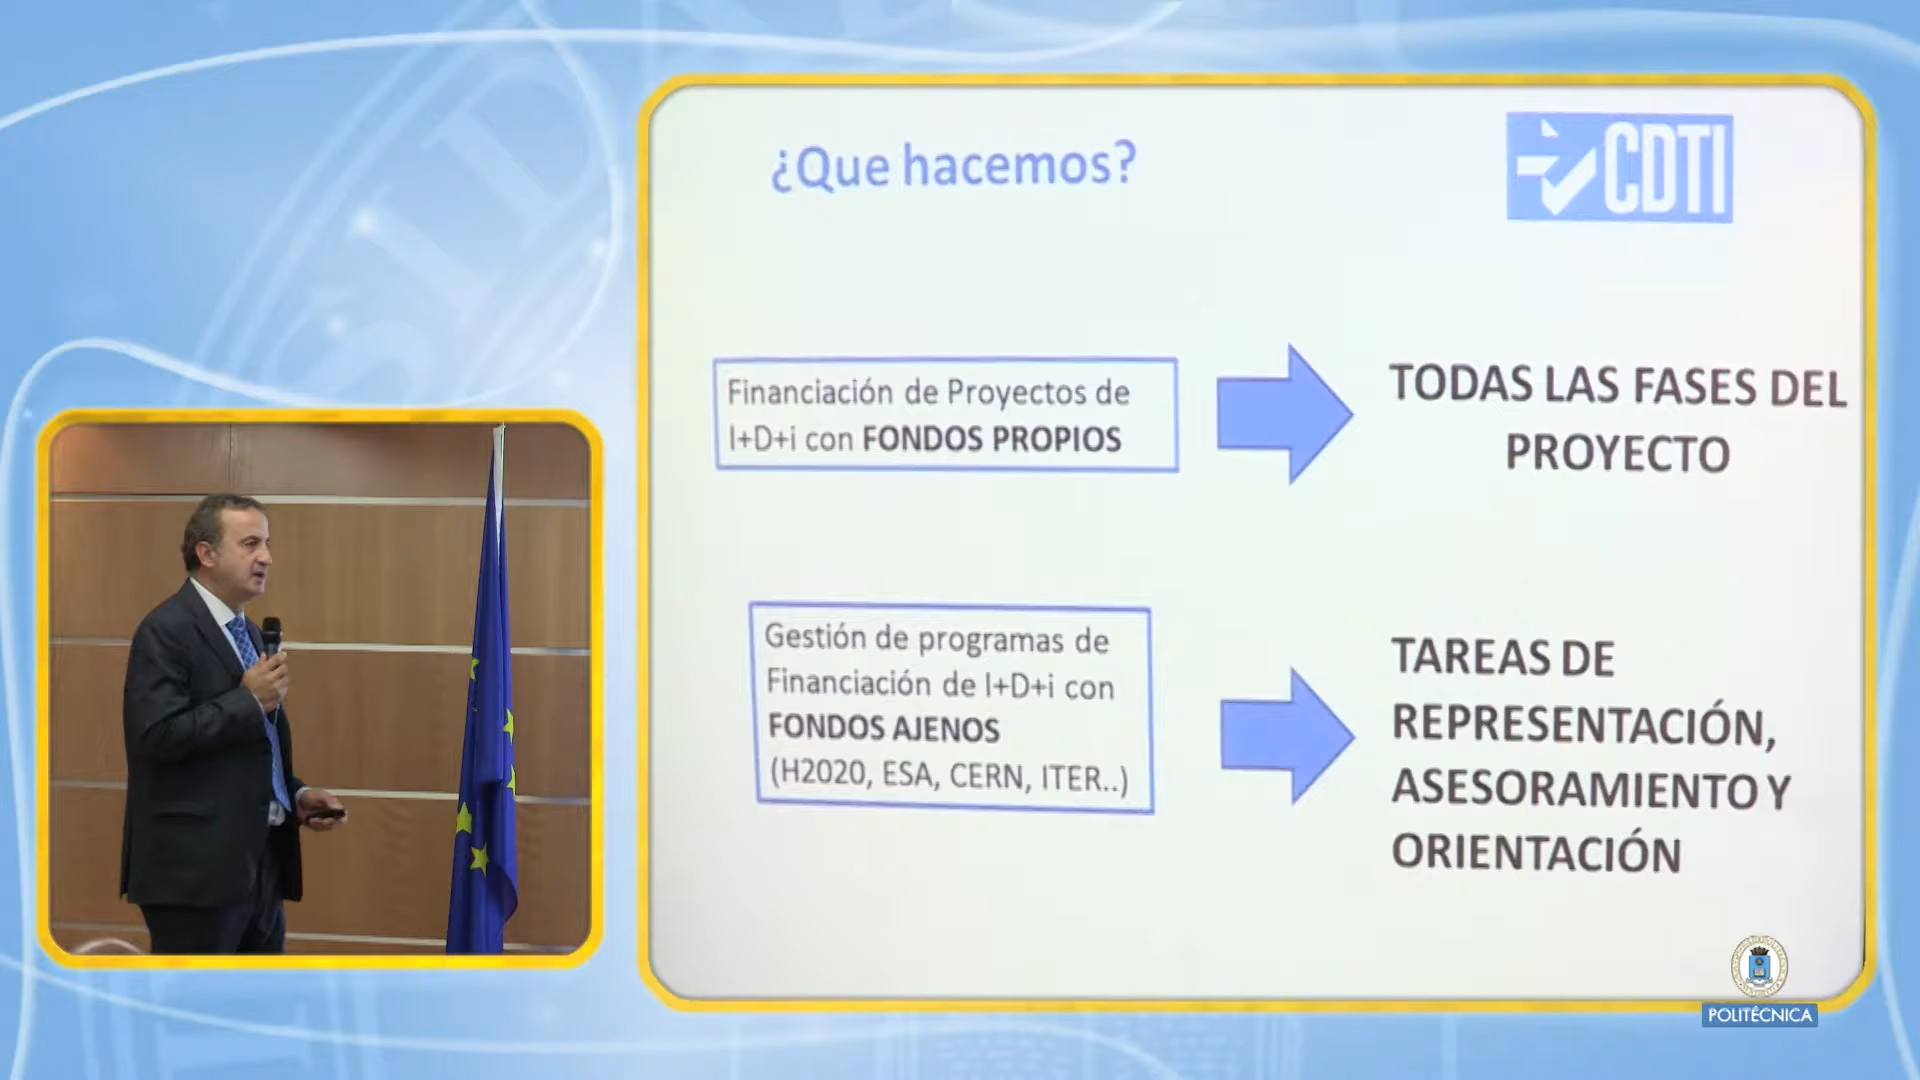 ¿Que hacemos?
CDTI
Financiación de Proyectos de
I+D+i con FONDOS PROPIOS
TODAS LAS FASES DEL
PROYECTO
Gestión de programas de
Financiación de I+D+i con
FONDOS AJENOS
(H2020, ESA, CERN, ITER..)
TAREAS DE
REPRESENTACIÓN,
ASESORAMIENTO Y
ORIENTACIÓN
POLITÉCNICA